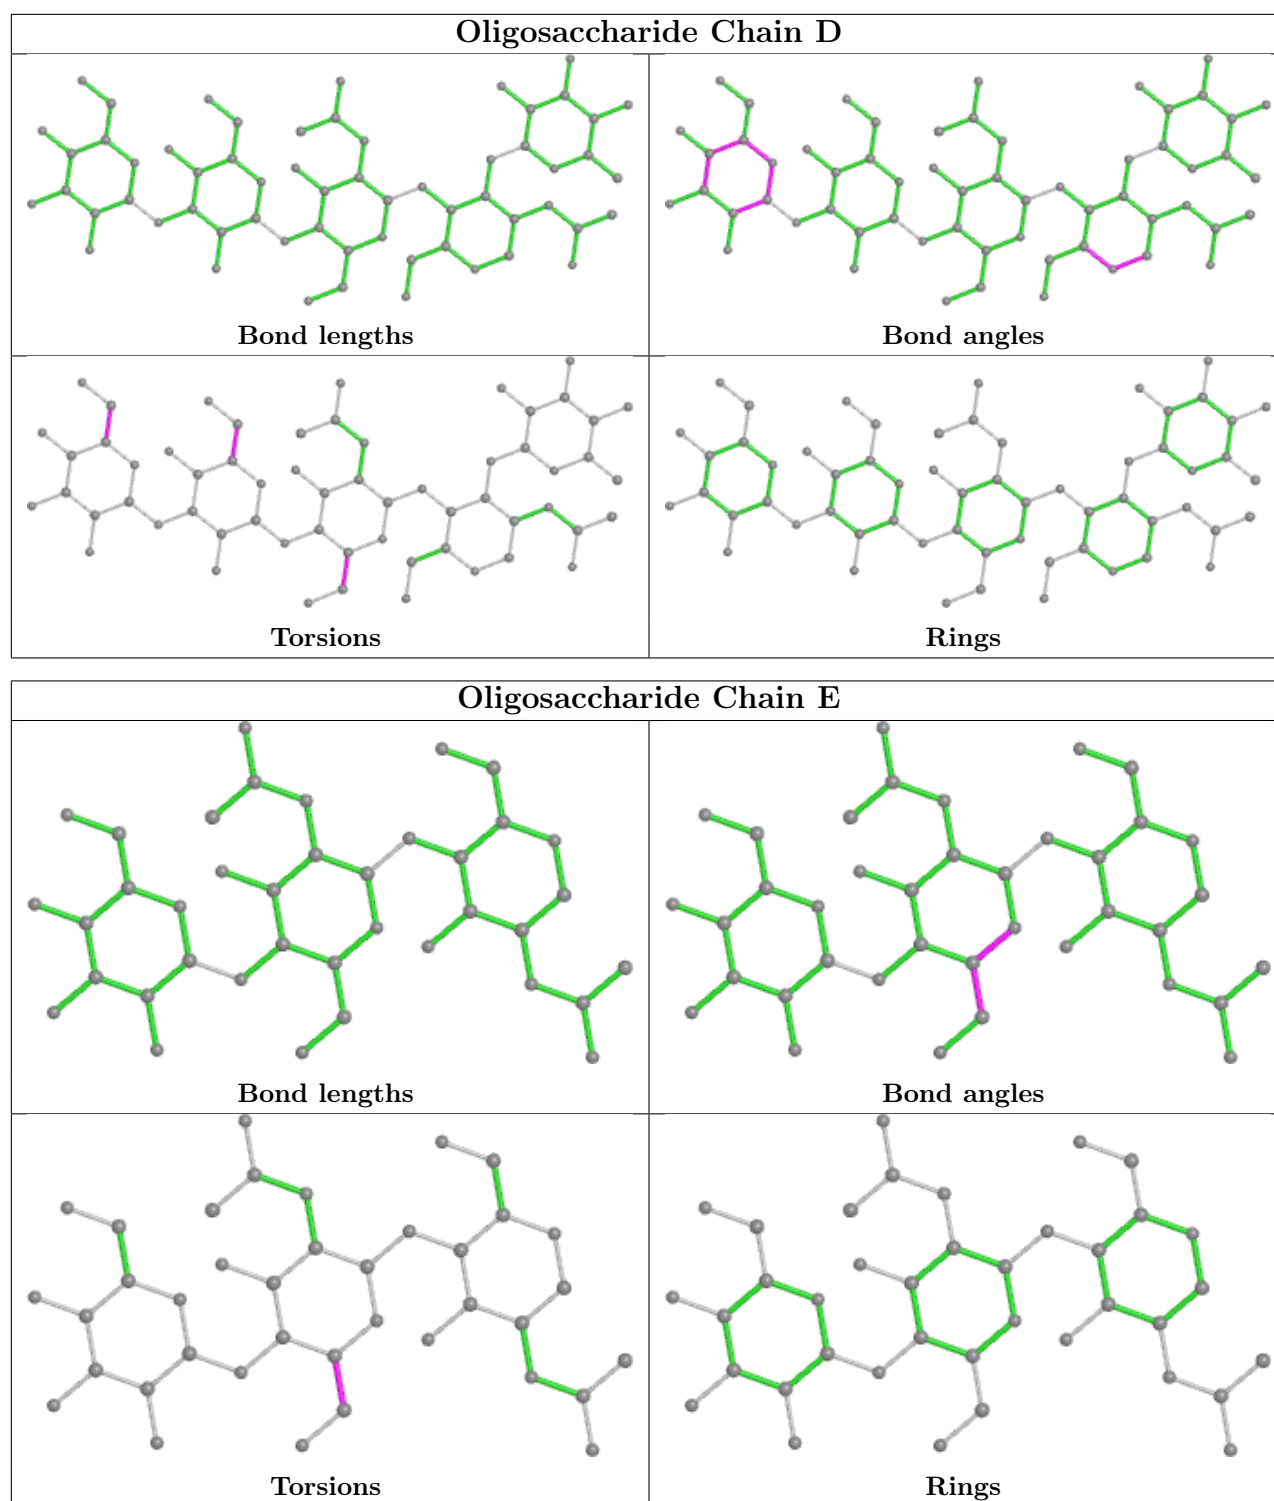 Oligosaccharide Chain D
Bond lengths
Bond angles
Torsions
Rings
Oligosaccharide Chain E
Bond lengths
Bond angles
Torsions
Rings